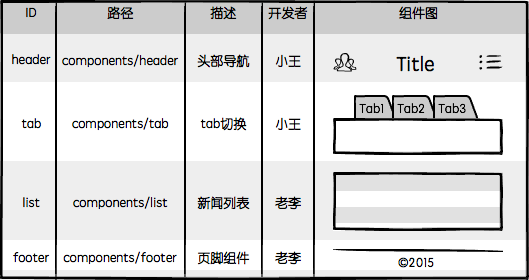 ID 路径 描述 开发者 组件图
header components/header 头部导航 小王 Title
tab components/tab tab切换 小王 Tab1 Tab2 Tab3
list components/list 新闻列表 老李
footer components/footer 页脚组件 老李 ©2015